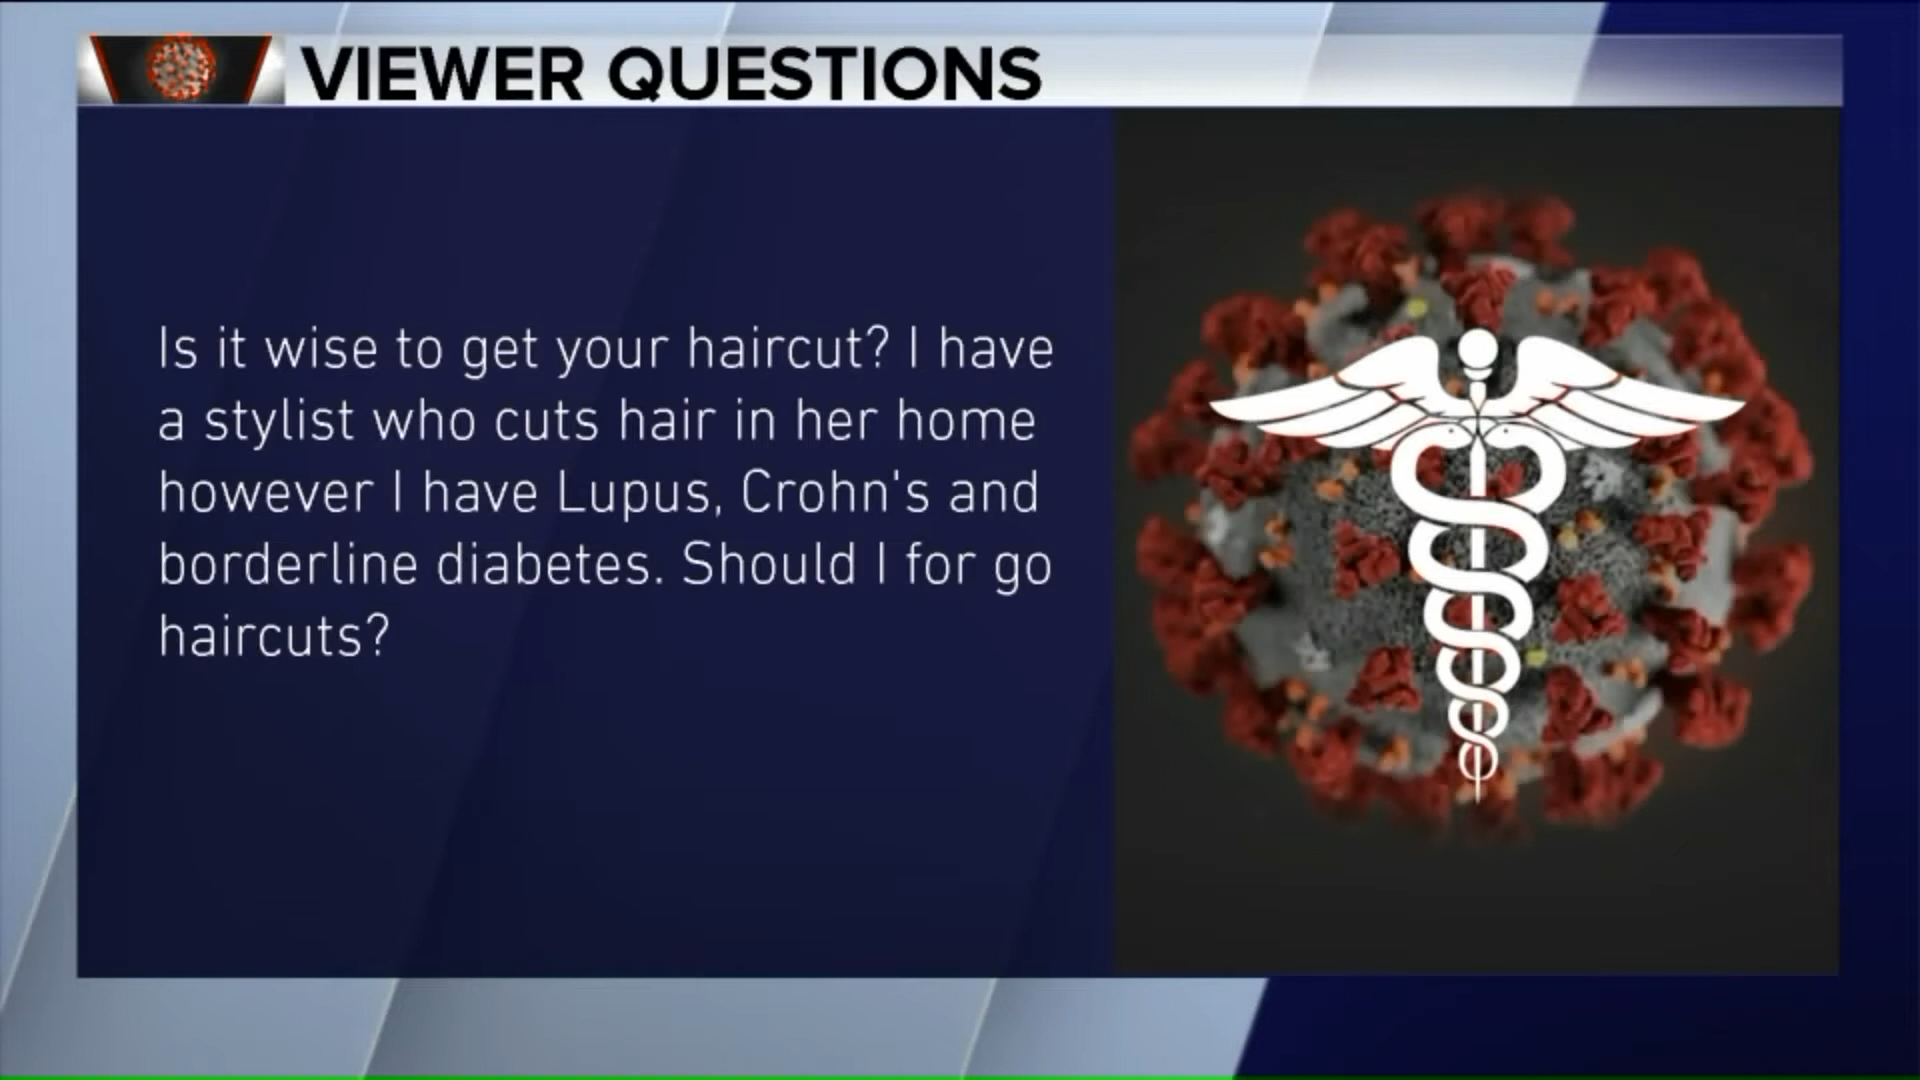 VIEWER QUESTIONS
Is it wise to get your haircut? I have
a stylist who cuts hair in her home
however I have Lupus, Crohn's and
borderline diabetes. Should I for go
haircuts?